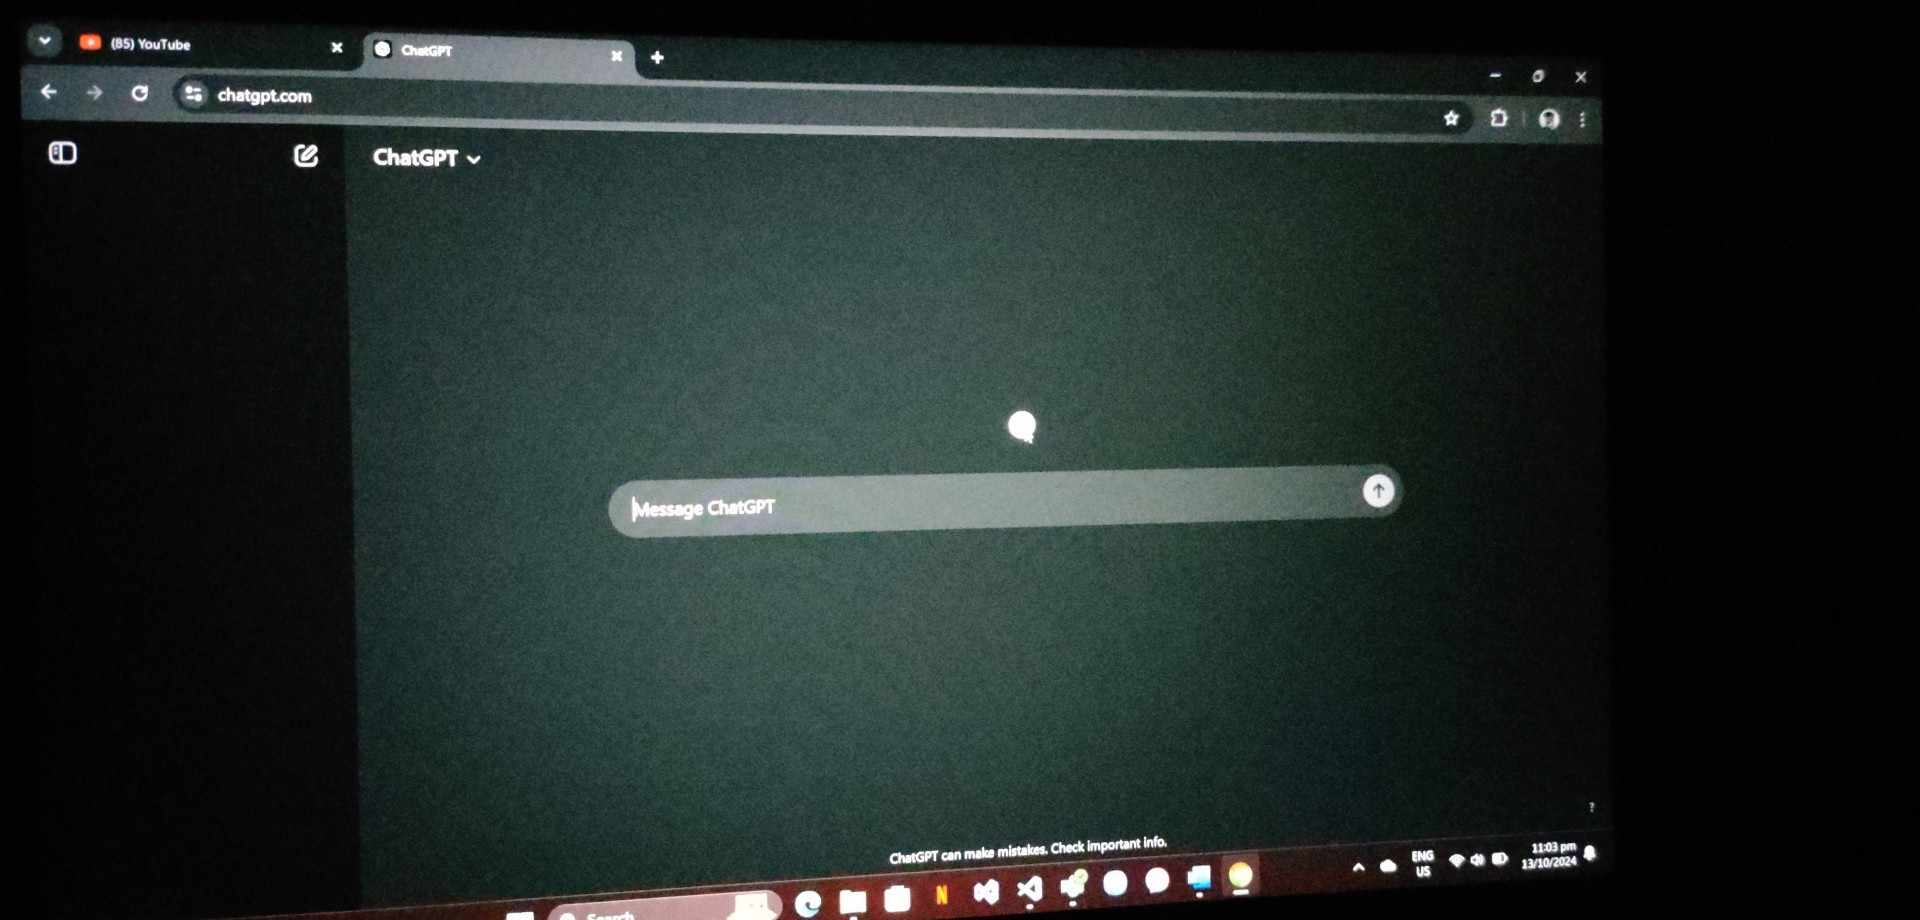 (85) YouTube
ChatGPT
chatgpt.com
ChatGPT
Message ChatGPT
?
ChatGPT can make mistakes. Check important info.
Search
ENG
US
11:03 pm
13/10/2024